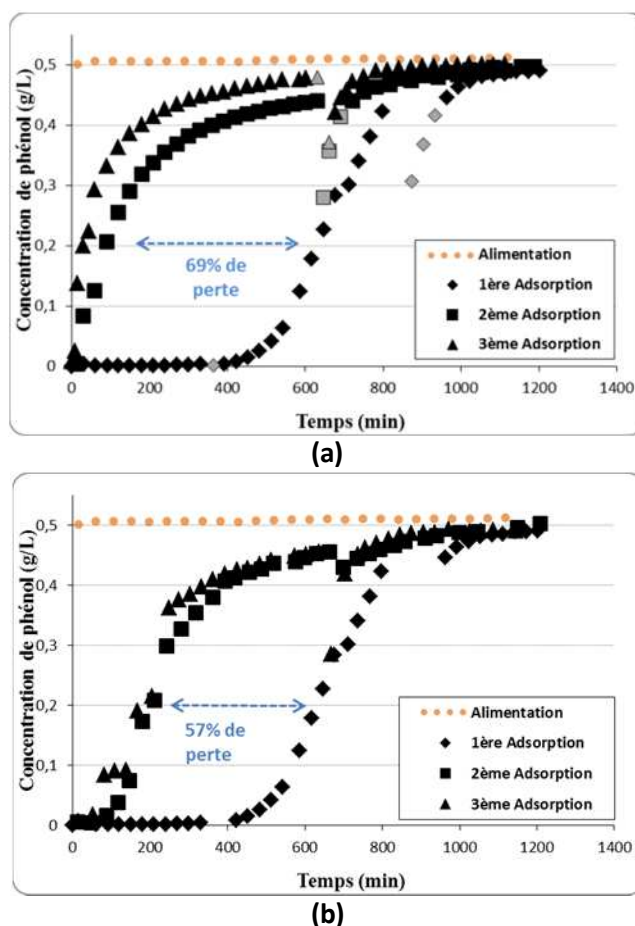 Concentration de phénol (g/L)
0,5
0,4
0,3
0,2
0,1
0
69% de
perte
Alimentation
1ère Adsorption
2ème Adsorption
3ème Adsorption
0 200 400 600 800 1000 1200 1400
Temps (min)
(a)
Concentration de phénol (g/L)
0,5
0,4
0,3
0,2
0,1
0
57% de
perte
Alimentation
1ère Adsorption
2ème Adsorption
3ème Adsorption
0 200 400 600 800 1000 1200 1400
Temps (min)
(b)